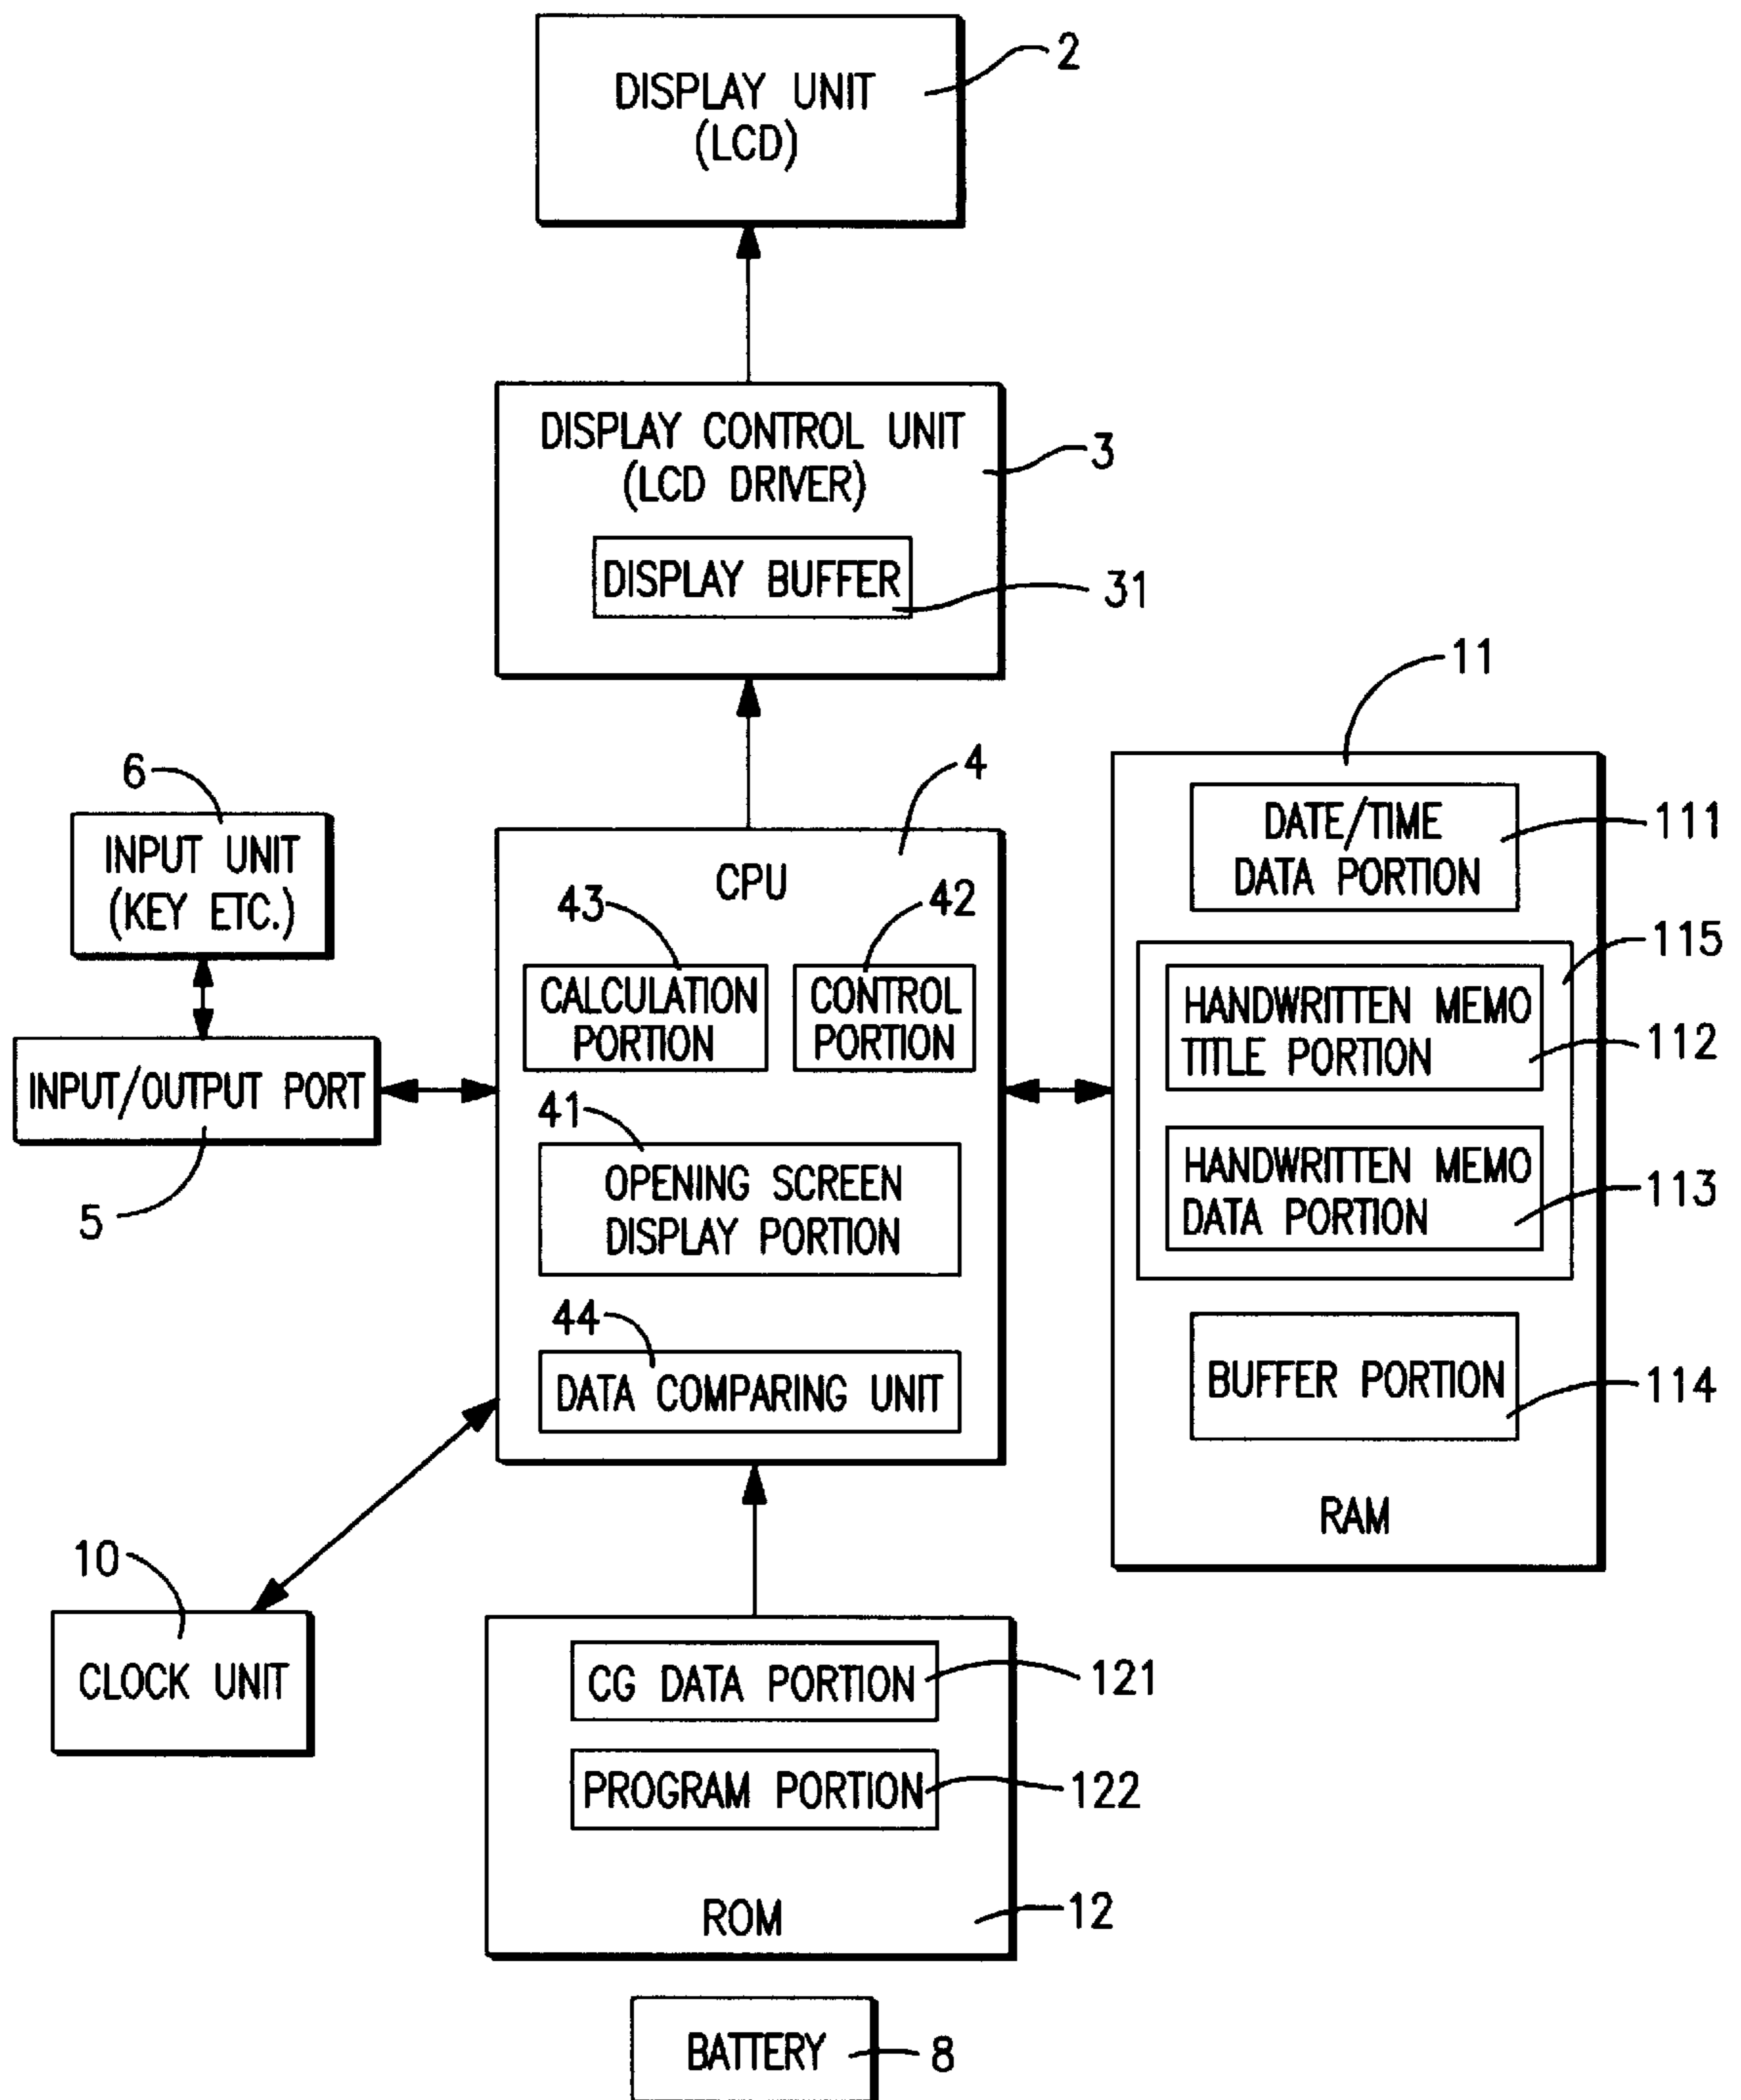 DISPLAY UNIT
(LCD)
2
DISPLAY CONTROL UNIT
(LCD DRIVER)
3
DISPLAY BUFFER
31
11
6
INPUT UNIT
(KEY ETC.)
4
CPU
43
42
CALCULATION
PORTION
CONTROL
PORTION
DATE/TIME
DATA PORTION
111
115
HANDWRITTEN MEMO
TITLE PORTION
112
INPUT/OUTPUT PORT
5
41
OPENING SCREEN
DISPLAY PORTION
HANDWRITTEN MEMO
DATA PORTION
113
44
DATA COMPARING UNIT
BUFFER PORTION
114
RAM
10
CLOCK UNIT
CG DATA PORTION
121
PROGRAM PORTION
122
ROM
12
BATTERY
8